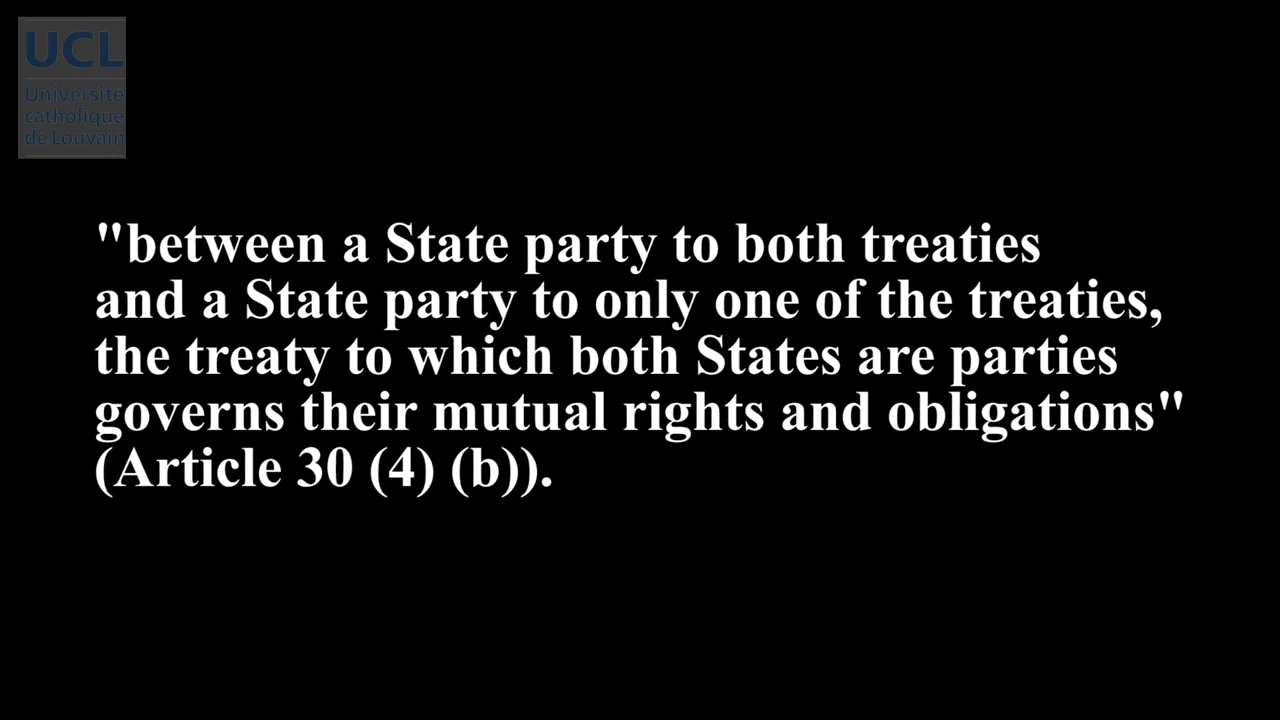 UCL
Université
catholique
de Louvain
"between a State party to both treaties
and a State party to only one of the treaties,
the treaty to which both States are parties
governs their mutual rights and obligations"
(Article 30 (4) (b)).